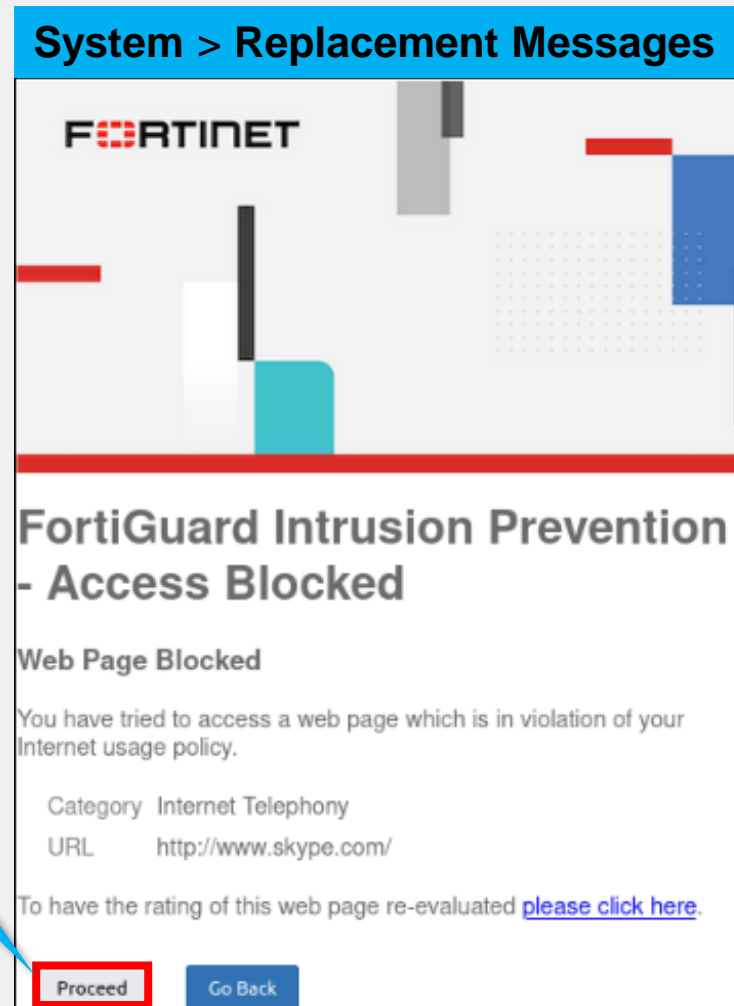 System > Replacement Messages
FORTINET
FortiGuard Intrusion Prevention
- Access Blocked
Web Page Blocked
You have tried to access a web page which is in violation of your
Internet usage policy.
Category Internet Telephony
URL http://www.skype.com/
To have the rating of this web page re-evaluated please click here.
Proceed Go Back